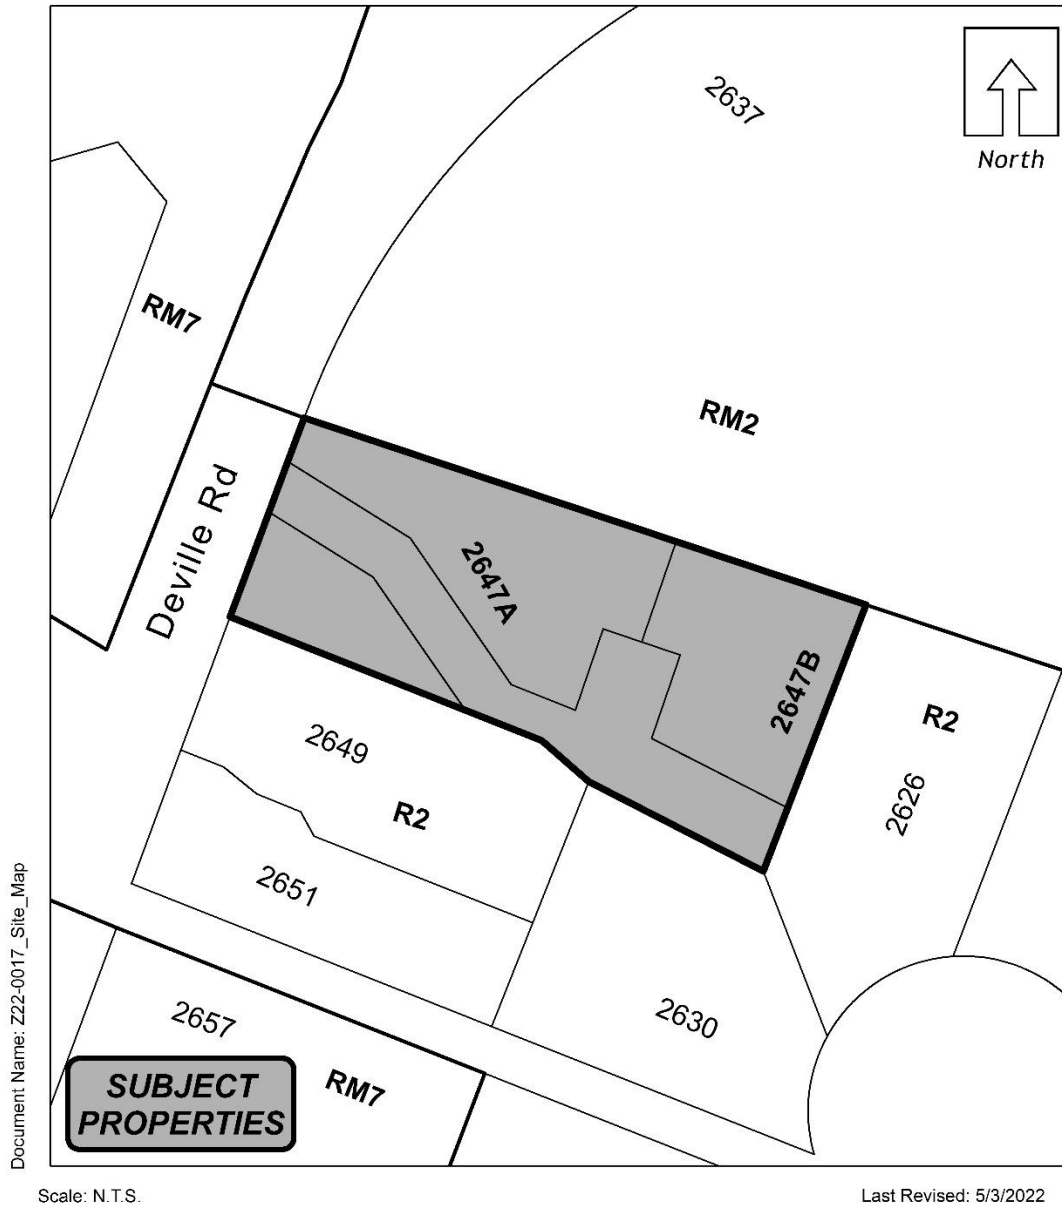 2637
North
RM7
RM2
Deville Rd
2647A
2647B
R2
2626
2649
R2
2651
2630
2657
RM7
SUBJECT
PROPERTIES
Document Name: Z22-0017_Site_Map
Scale: N.T.S.
Last Revised: 5/3/2022